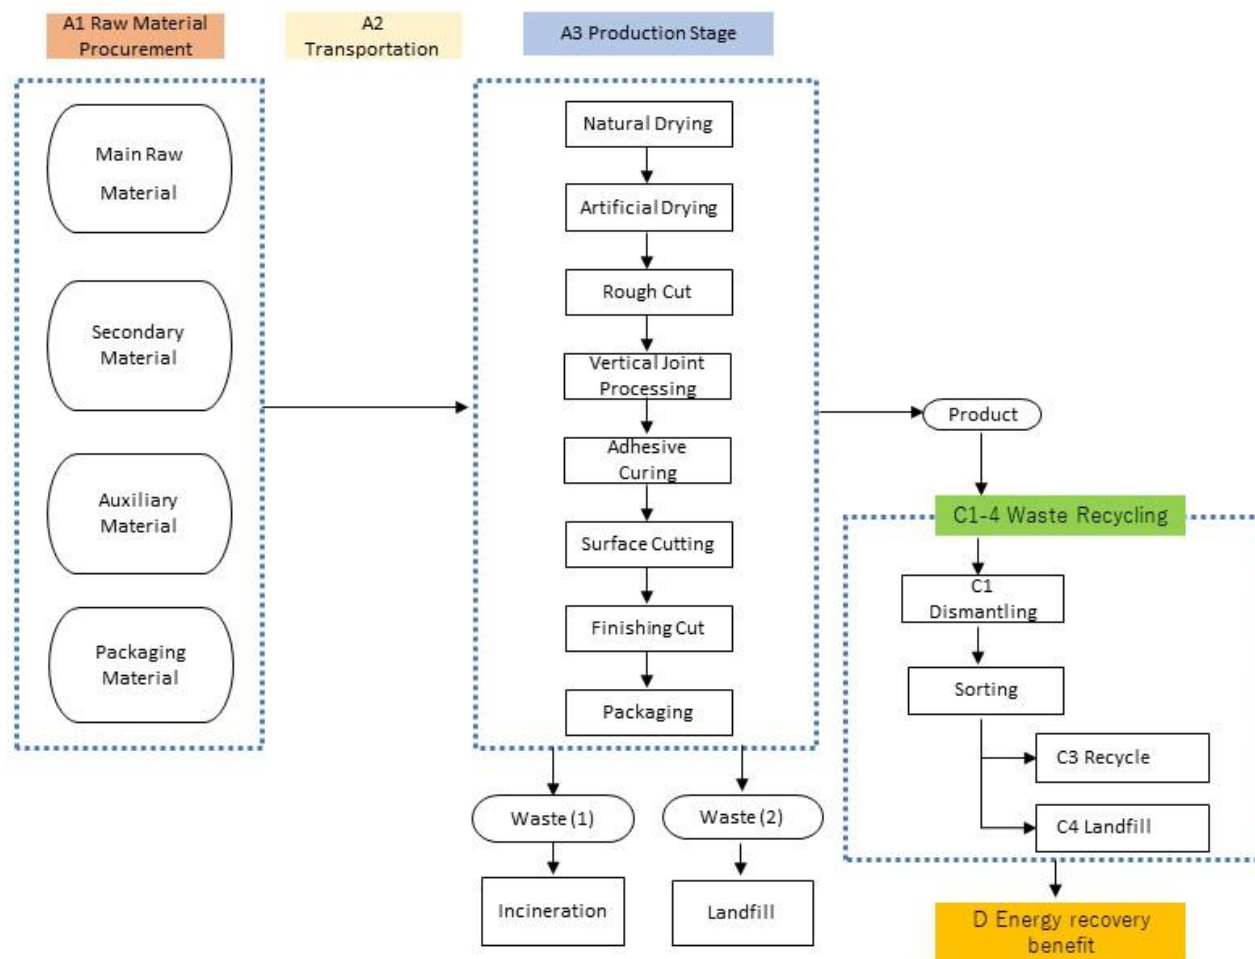 A1 Raw Material
Procurement
A2
Transportation
A3 Production Stage
Main Raw
Material
Secondary
Material
Auxiliary
Material
Packaging
Material
Natural Drying
Artificial Drying
Rough Cut
Vertical Joint
Processing
Adhesive
Curing
Surface Cutting
Finishing Cut
Packaging
Waste (1)
Waste (2)
Incineration
Landfill
Product
C1-4 Waste Recycling
C1
Dismantling
Sorting
C3 Recycle
C4 Landfill
D Energy recovery
benefit